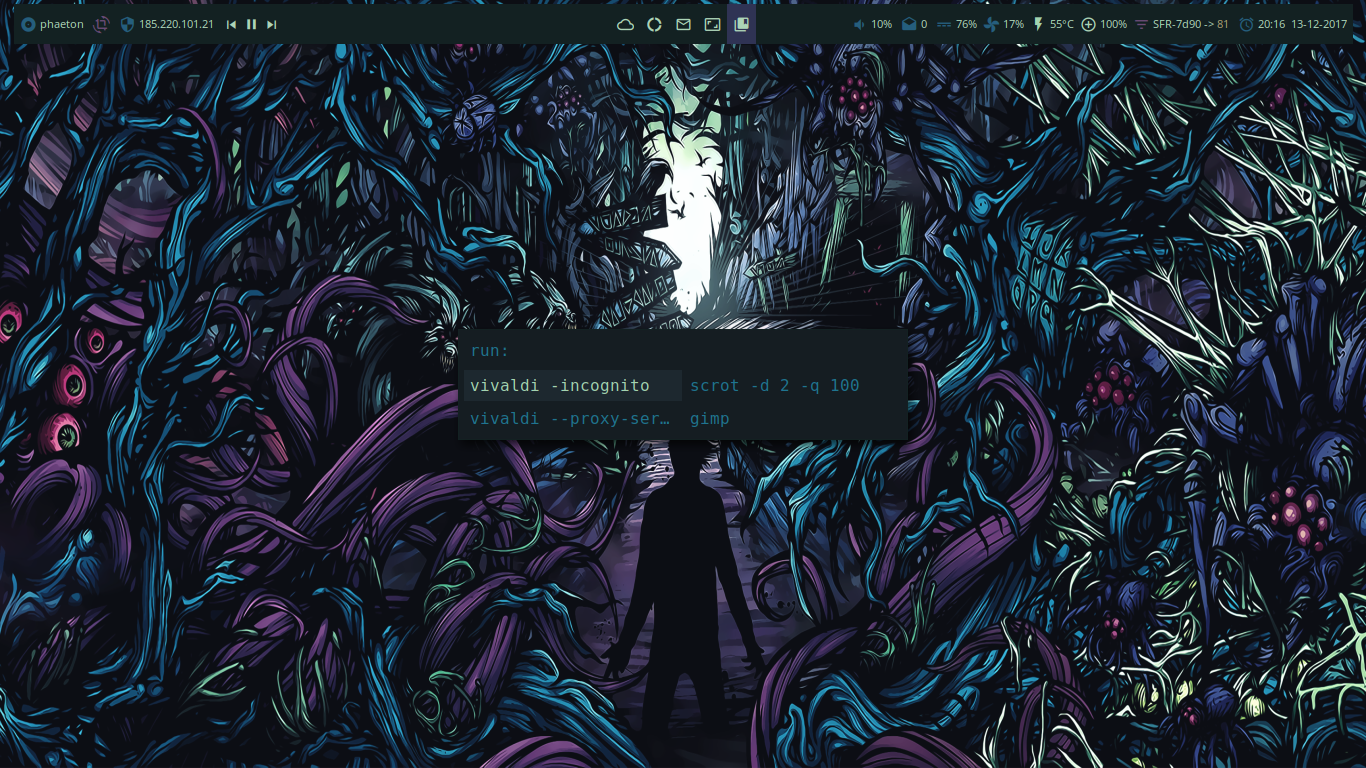 phaeton 185.220.101.21 10% 0 76% 17% 55°C 100% SFR-7d90 -> 81 20:16 13-12-2017
run:
vivaldi -incognito scrot -d 2 -q 100
vivaldi --proxy-ser… gimp